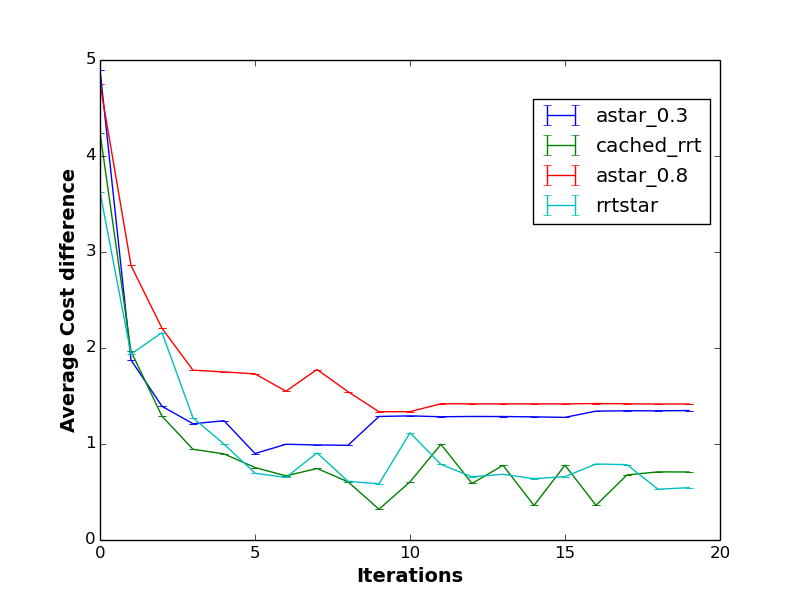 5
4
3
2
1
0
Average Cost difference
astar_0.3
cached_rrt
astar_0.8
rrtstar
0
5
10
15
20
Iterations